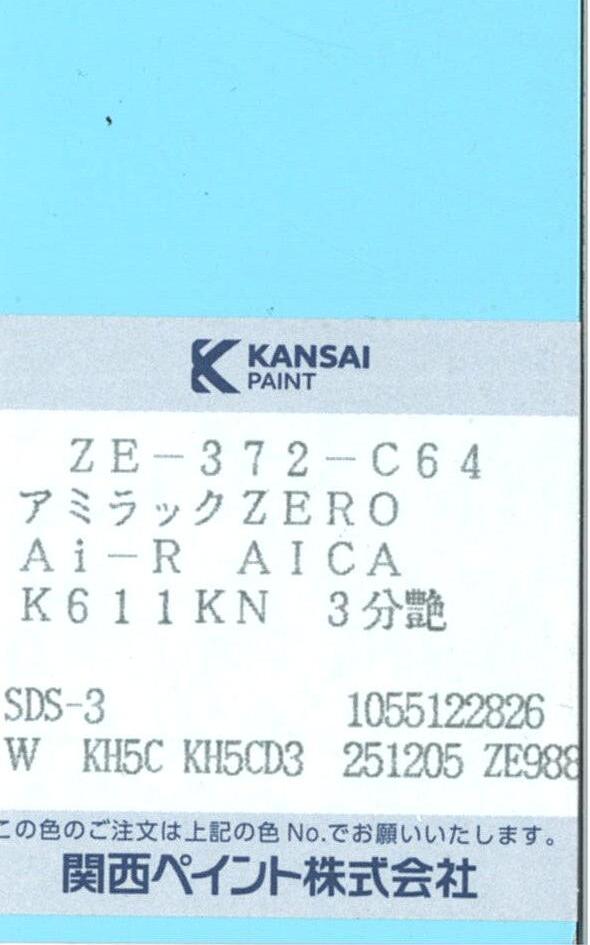 KANSAI
PAINT
ZE-372-C64
アミラックZERO
Ai-R AICA
K611KN 3分艶
SDS-3 1055122826
W KH5C KH5CD3 251205 ZE988
この色のご注文は上記の色No.でお願いいたします。
関西ペイント株式会社